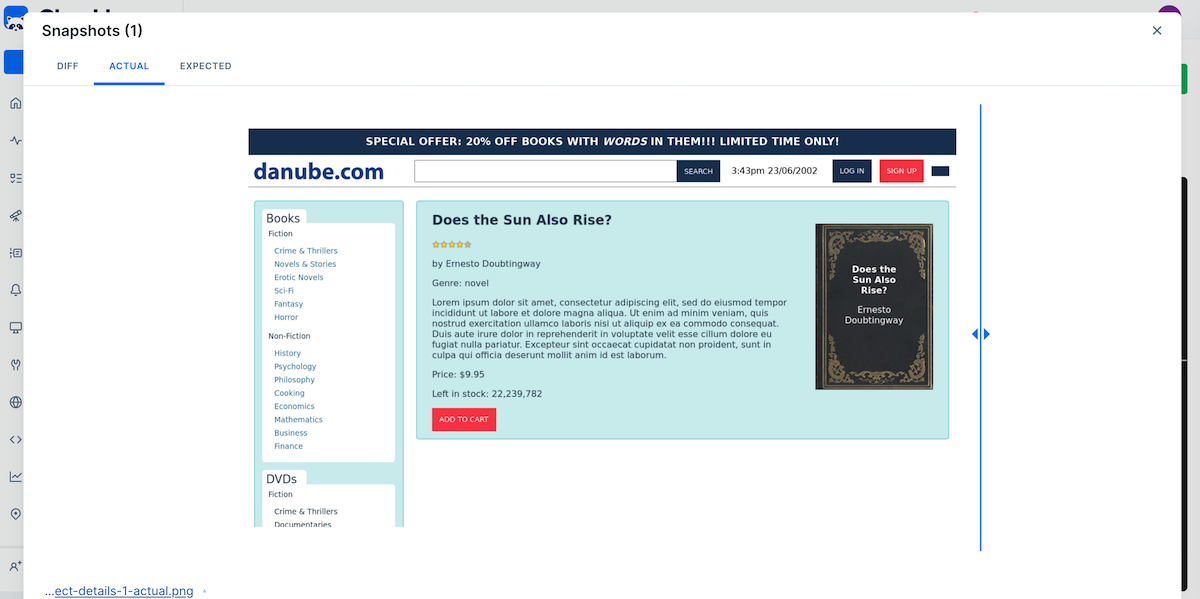 Snapshots (1)
DIFF
ACTUAL
EXPECTED
SPECIAL OFFER: 20% OFF BOOKS WITH WORDS IN THEM!!! LIMITED TIME ONLY!
danube.com
SEARCH
3:43pm 23/06/2002
LOG IN
SIGN UP
Books
Fiction
Crime & Thrillers
Novels & Stories
Erotic Novels
Sci-Fi
Fantasy
Horror
Non-Fiction
History
Psychology
Philosophy
Cooking
Economics
Mathematics
Business
Finance
DVDs
Fiction
Crime & Thrillers
Documentaries
Does the Sun Also Rise?
by Ernesto Doubtingway
Genre: novel
Lorem ipsum dolor sit amet, consectetur adipiscing elit, sed do eiusmod tempor
incididunt ut labore et dolore magna aliqua. Ut enim ad minim veniam, quis
nostrud exercitation ullamco laboris nisi ut aliquip ex ea commodo consequat.
Duis aute irure dolor in reprehenderit in voluptate velit esse cillum dolore eu
fugiat nulla pariatur. Excepteur sint occaecat cupidatat non proident, sunt in
culpa qui officia deserunt mollit anim id est laborum.
Price: $9.95
Left in stock: 22,239,782
ADD TO CART
Does the
Sun Also
Rise?
Ernesto
Doubtingway
...ect-details-1-actual.png